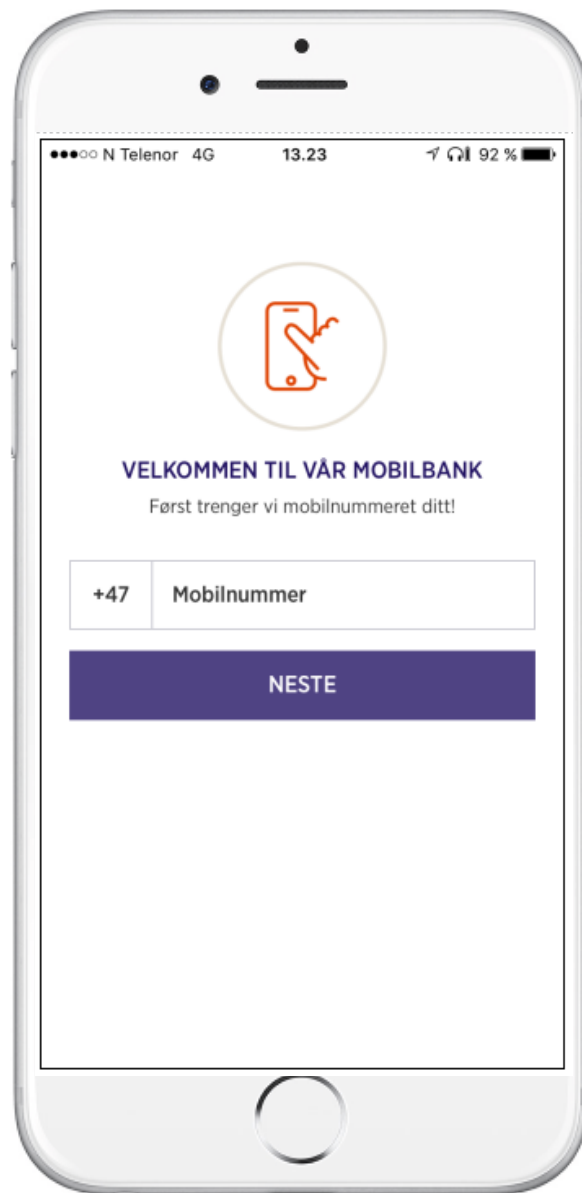 N Telenor 4G 13.23 92 %
VELKOMMEN TIL VÅR MOBILBANK
Først trenger vi mobilnummeret ditt!
+47 Mobilnummer
NESTE